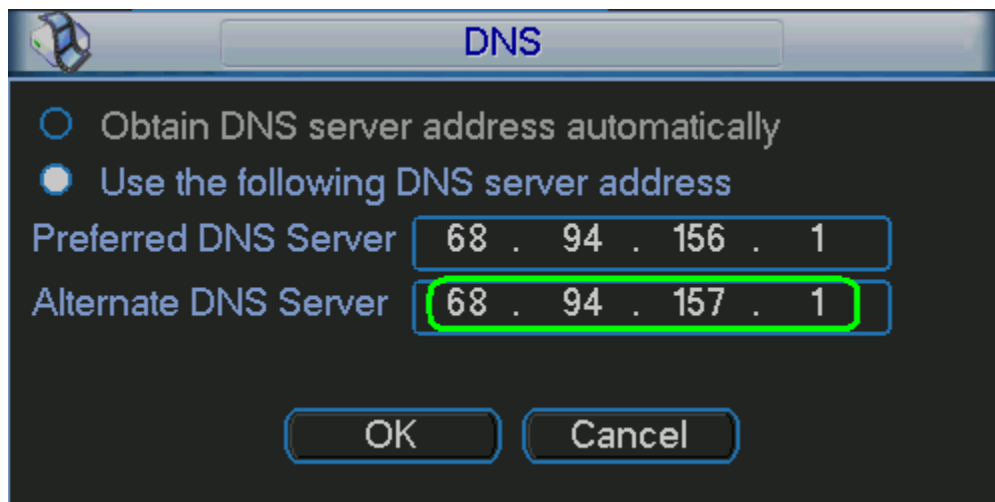 DNS
Obtain DNS server address automatically
Use the following DNS server address
Preferred DNS Server 68 . 94 . 156 . 1
Alternate DNS Server 68 . 94 . 157 . 1
OK Cancel